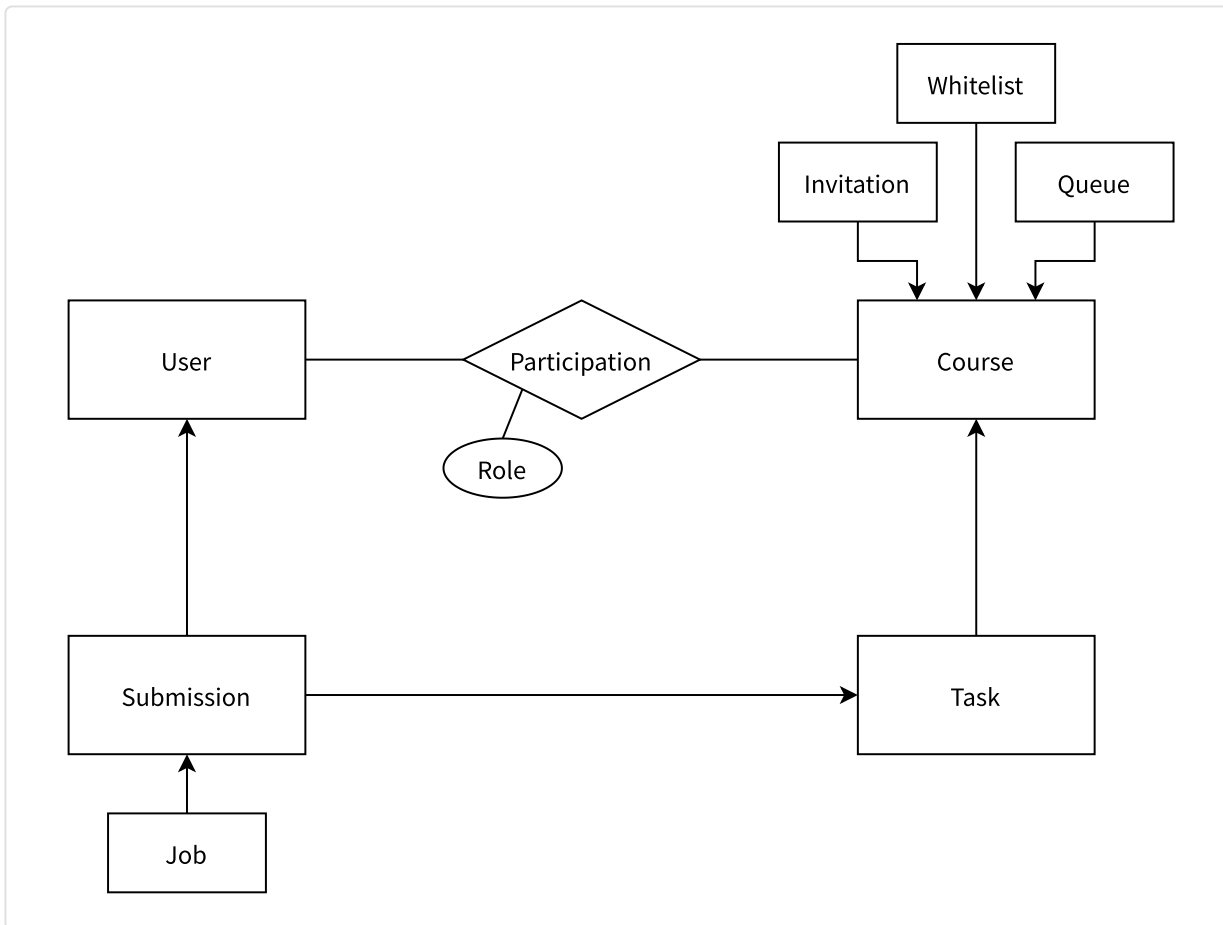 Whitelist
Invitation
Queue
User
Participation
Course
Role
Submission
Task
Job